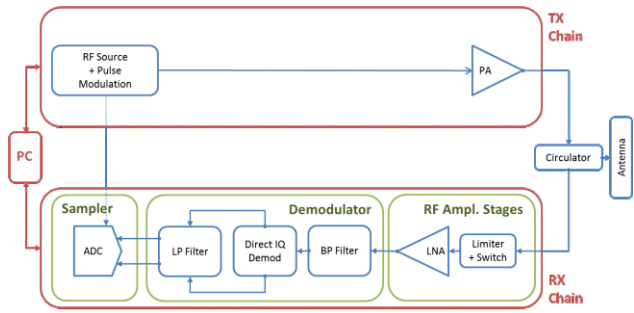 TX
Chain
RF Source
+ Pulse
Modulation
PA
PC
Circulator
Antenna
Sampler
Demodulator
RF Ampl. Stages
ADC
LP Filter
Direct IQ
Demod
BP Filter
LNA
Limiter
+ Switch
RX
Chain